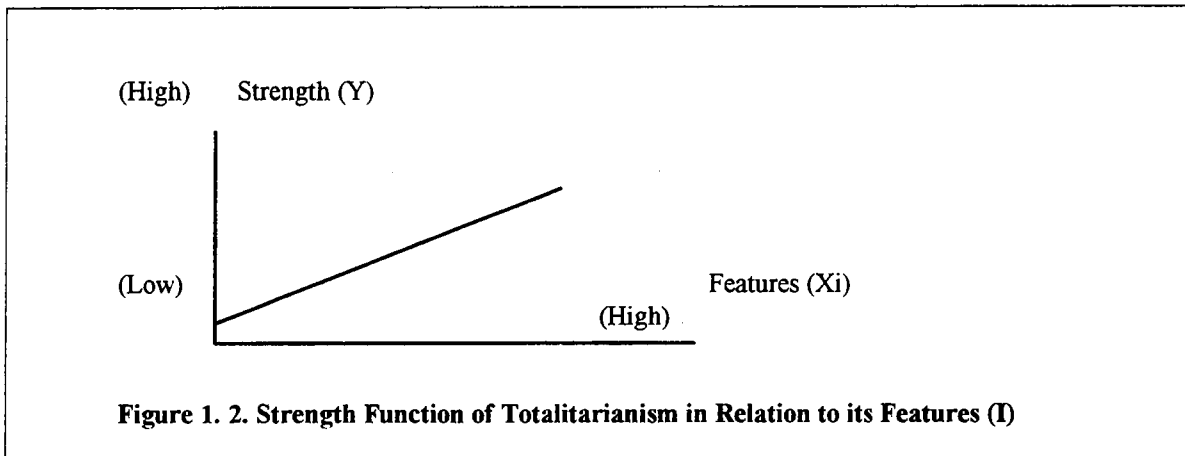 (High) Strength (Y)
(Low)
Features (Xi)
(High)
Figure 1. 2. Strength Function of Totalitarianism in Relation to its Features (I)